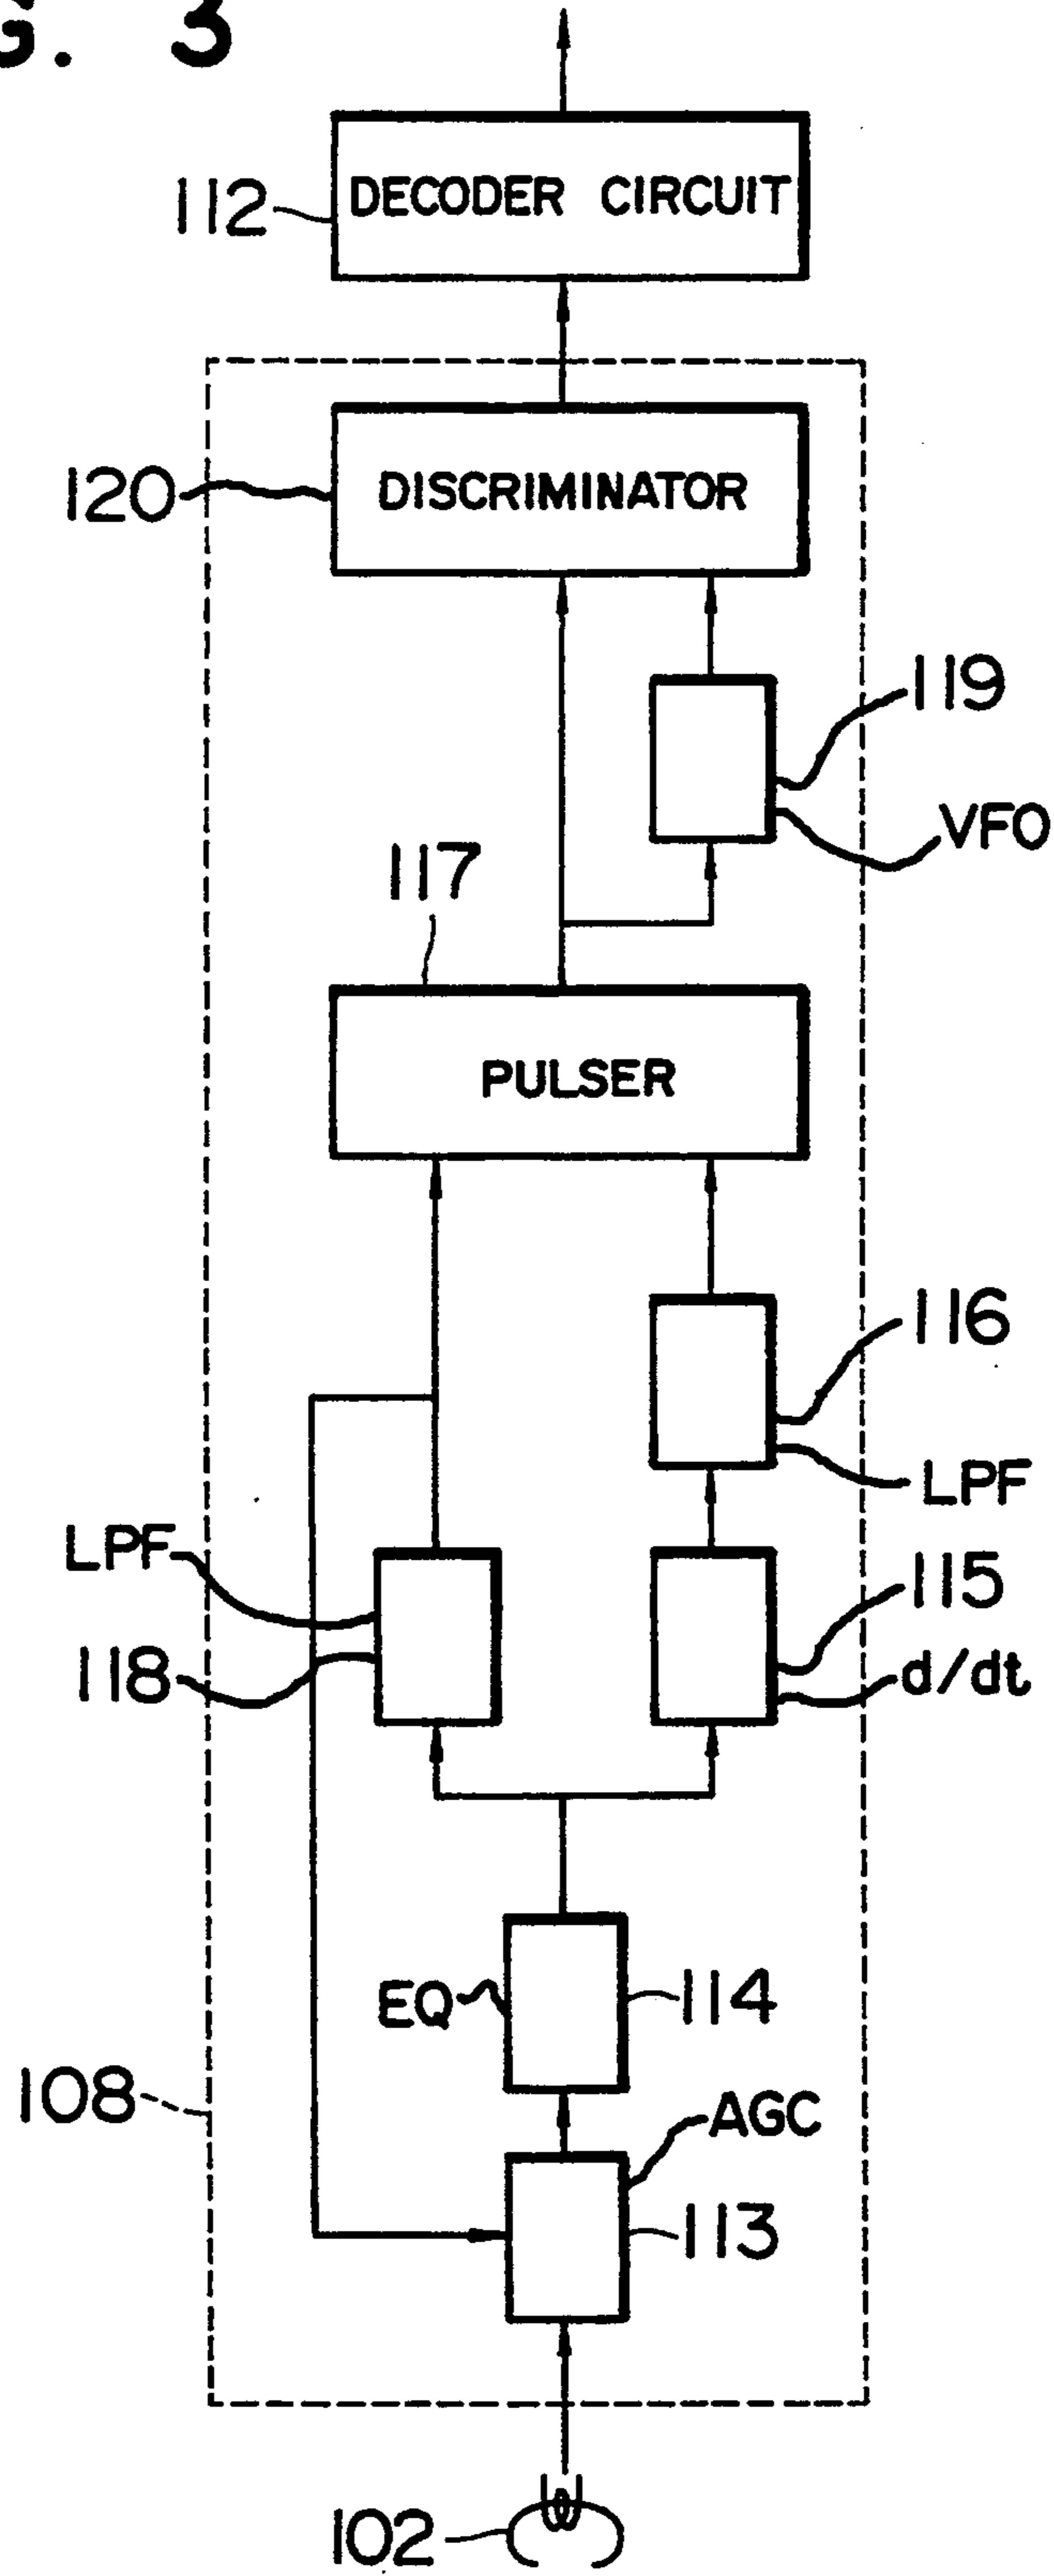 G. 3
112
DECODER CIRCUIT
120
DISCRIMINATOR
119
VFO
117
PULSER
116
LPF
LPF
115
118
d/dt
EQ
114
108
AGC
113
102